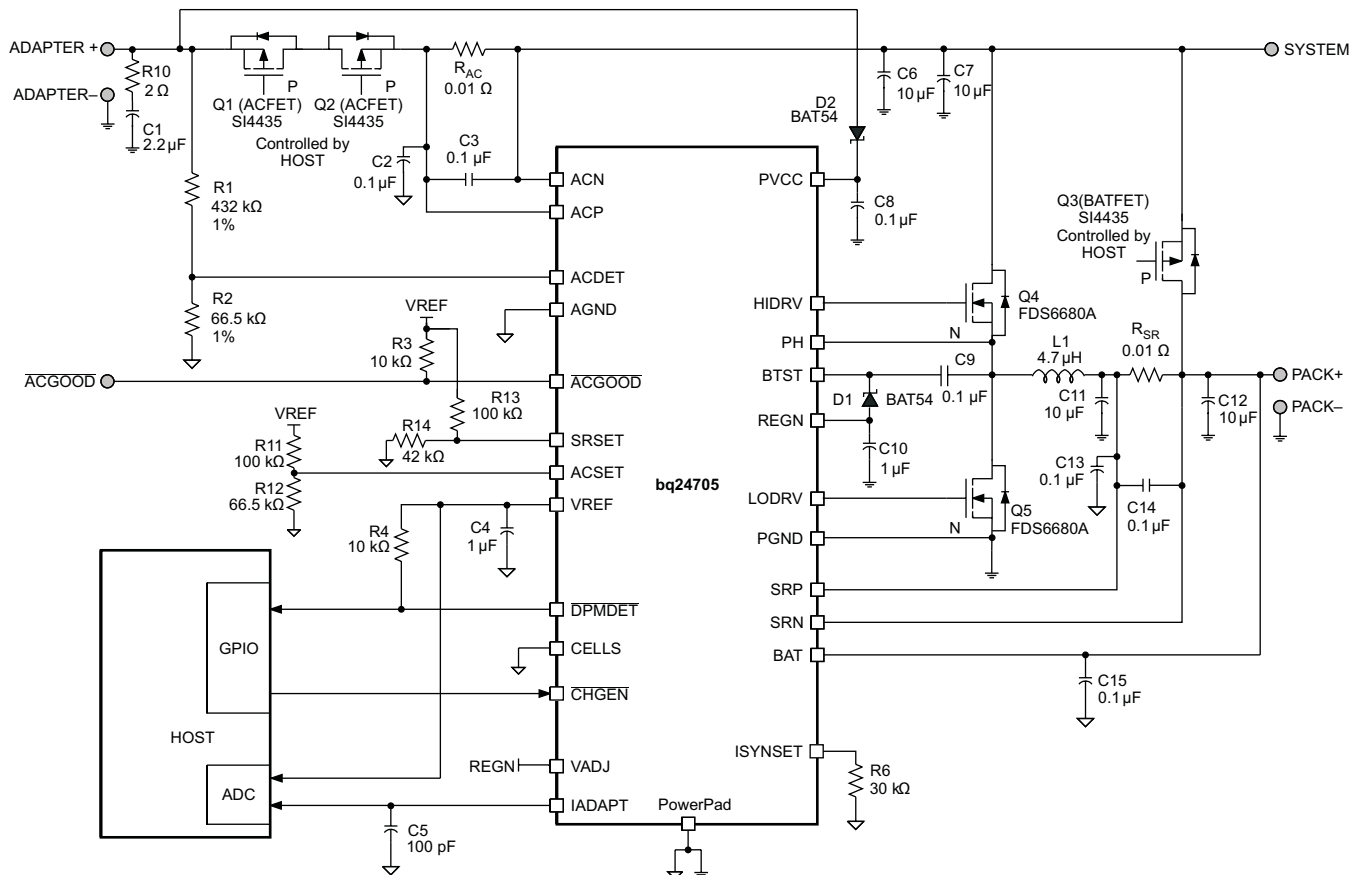 ADAPTER +
ADAPTER–
R10
2 Ω
C1
2.2 µF
P
Q1 (ACFET)
SI4435
P
Q2 (ACFET)
SI4435
Controlled by
HOST
RAC
0.01 Ω
C2
0.1 µF
C3
0.1 µF
R1
432 kΩ
1%
R2
66.5 kΩ
1%
VREF
R3
10 kΩ
R13
100 kΩ
ACGOOD
VREF
R11
100 kΩ
R12
66.5 kΩ
R14
42 kΩ
R4
10 kΩ
C4
1 µF
GPIO
HOST
ADC
REGN
C5
100 pF
ACN
ACP
ACDET
AGND
ACGOOD
SRSET
ACSET
VREF
DPMDET
CELLS
CHGEN
VADJ
IADAPT
bq24705
PowerPad
PVCC
HIDRV
PH
BTST
REGN
LODRV
PGND
SRP
SRN
BAT
ISYNSET
D2
BAT54
C8
0.1 µF
C6
10 µF
C7
10 µF
SYSTEM
Q3(BATFET)
SI4435
Controlled by
HOST
P
Q4
FDS6680A
N
L1
4.7 µH
RSR
0.01 Ω
C9
0.1 µF
D1
BAT54
C10
1 µF
C11
10 µF
C12
10 µF
PACK+
PACK–
C13
0.1 µF
C14
0.1 µF
Q5
FDS6680A
N
C15
0.1 µF
R6
30 kΩ